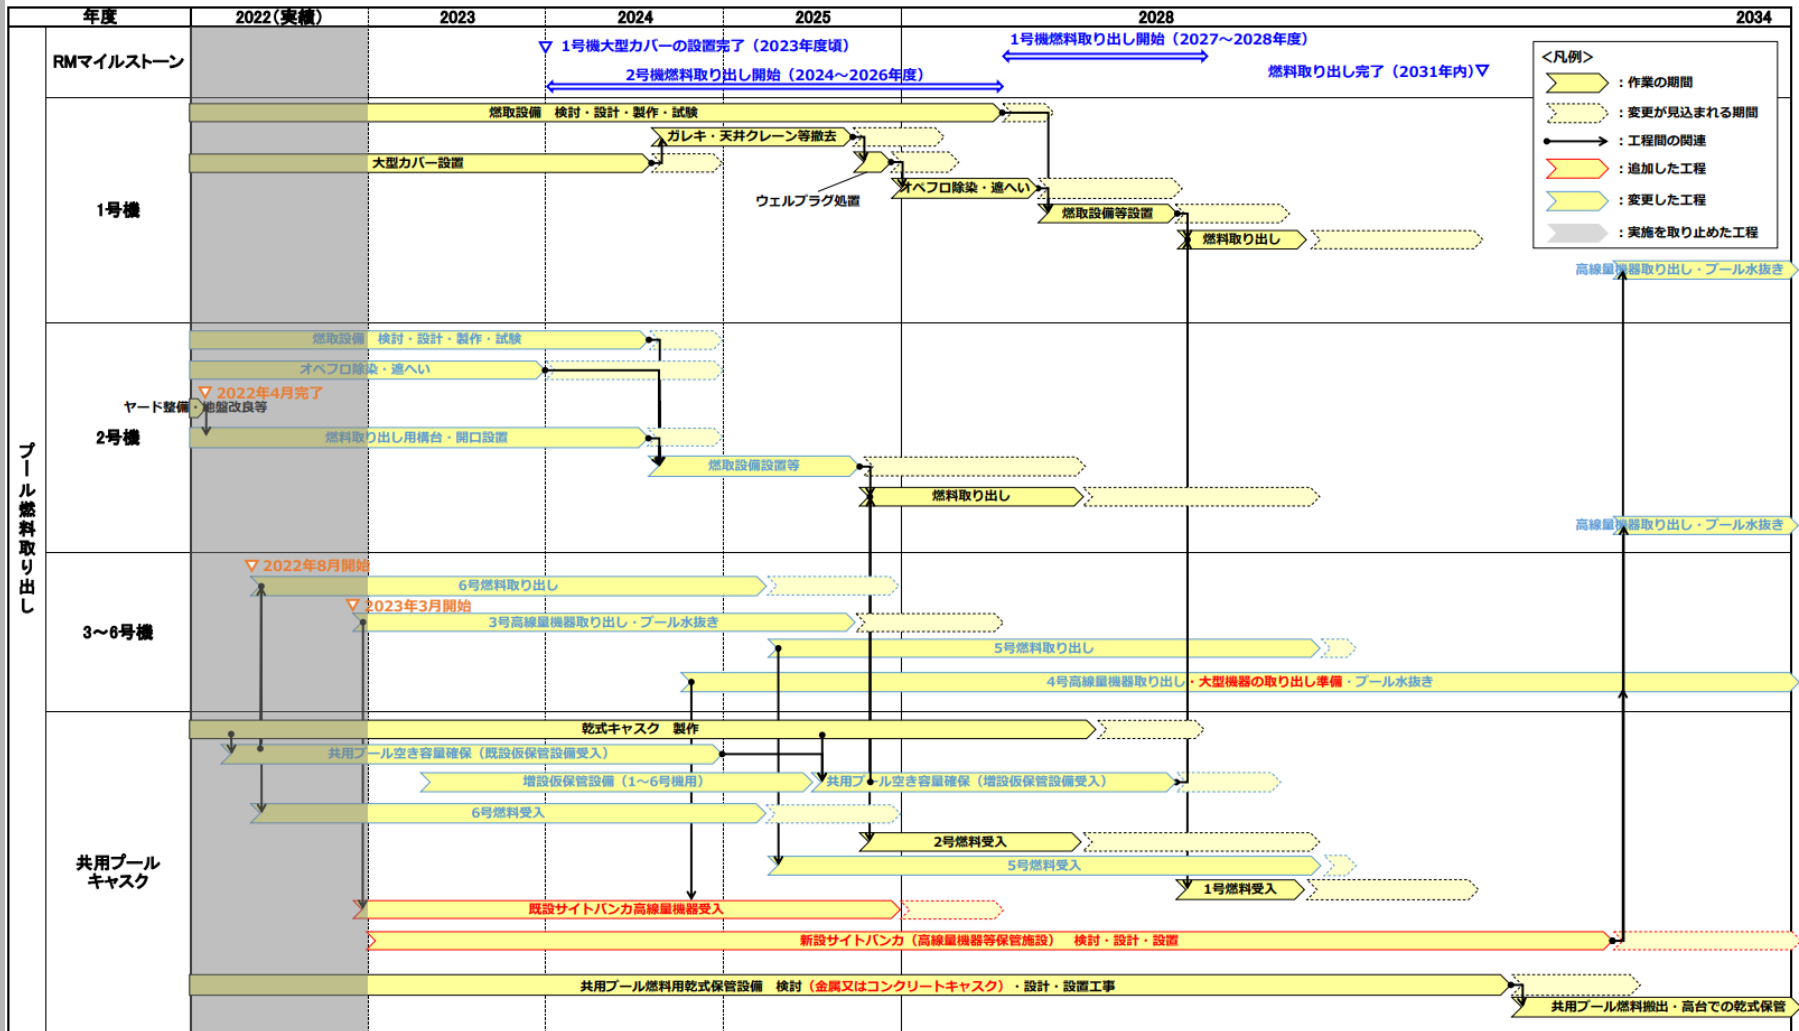 年度
2022(実績)
2023
2024
2025
2028
2034
プール燃料取り出し
RMマイルストーン
1号機大型カバーの設置完了（2023年度頃）
2号機燃料取り出し開始（2024～2026年度）
1号機燃料取り出し開始（2027～2028年度）
燃料取り出し完了（2031年内）
＜凡例＞
：作業の期間
：変更が見込まれる期間
：工程間の関連
：追加した工程
：変更した工程
：実施を取り止めた工程
1号機
燃取設備　検討・設計・製作・試験
ガレキ・天井クレーン等撤去
大型カバー設置
ウェルプラグ処置
オペフロ除染・遮へい
燃取設備等設置
燃料取り出し
高線量機器取り出し・プール水抜き
2号機
燃取設備　検討・設計・製作・試験
オペフロ除染・遮へい
2022年4月完了
ヤード整備・地盤改良等
燃料取り出し用構台・開口設置
燃取設備設置等
燃料取り出し
高線量機器取り出し・プール水抜き
3～6号機
2022年8月開始
6号燃料取り出し
2023年3月開始
3号高線量機器取り出し・プール水抜き
5号燃料取り出し
4号高線量機器取り出し・大型機器の取り出し準備・プール水抜き
共用プール
キャスク
乾式キャスク　製作
共用プール空き容量確保（既設仮保管設備受入）
増設仮保管設備（1～6号機用）
共用プール空き容量確保（増設仮保管設備受入）
6号燃料受入
2号燃料受入
5号燃料受入
1号燃料受入
既設サイトバンカ高線量機器受入
新設サイトバンカ（高線量機器等保管施設）　検討・設計・設置
共用プール燃料用乾式保管設備　検討（金属又はコンクリートキャスク）・設計・設置工事
共用プール燃料搬出・高台での乾式保管